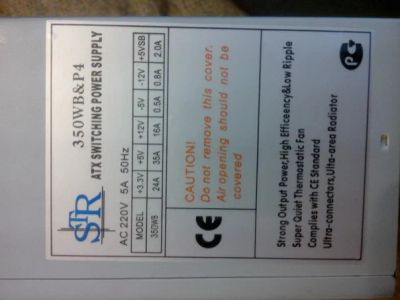 STR
350WB&P4
ATX SWITCHING POWER SUPPLY
AC 220V 5A 50Hz
MODEL +3.3V +5V +12V -5V -12V +5VSB
350WB 24A 35A 16A 0.5A 0.8A 2.0A
CE
CAUTION!
Do not remove this cover.
Air opening should not be
covered
Strong Output Power,High Efficeency&Low Ripple
Super Quiet Thermostatic Fan
Complies with CE Standard
Ultra-connectors,Ulta-area Radiator